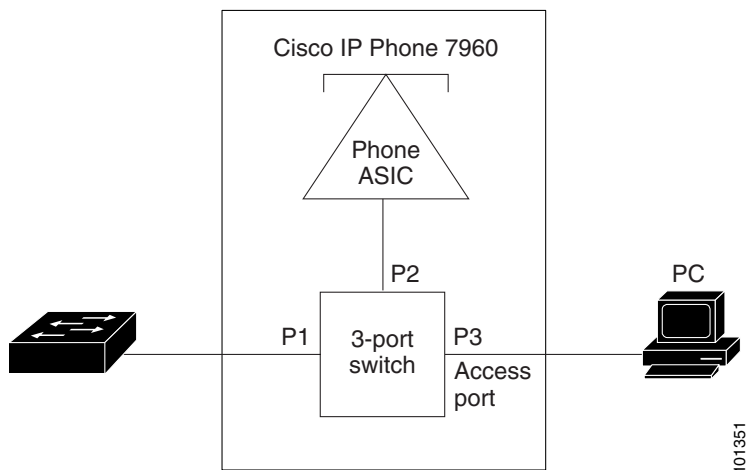 Cisco IP Phone 7960
Phone
ASIC
P2
PC
P1
3-port
switch
P3
Access
port
101351